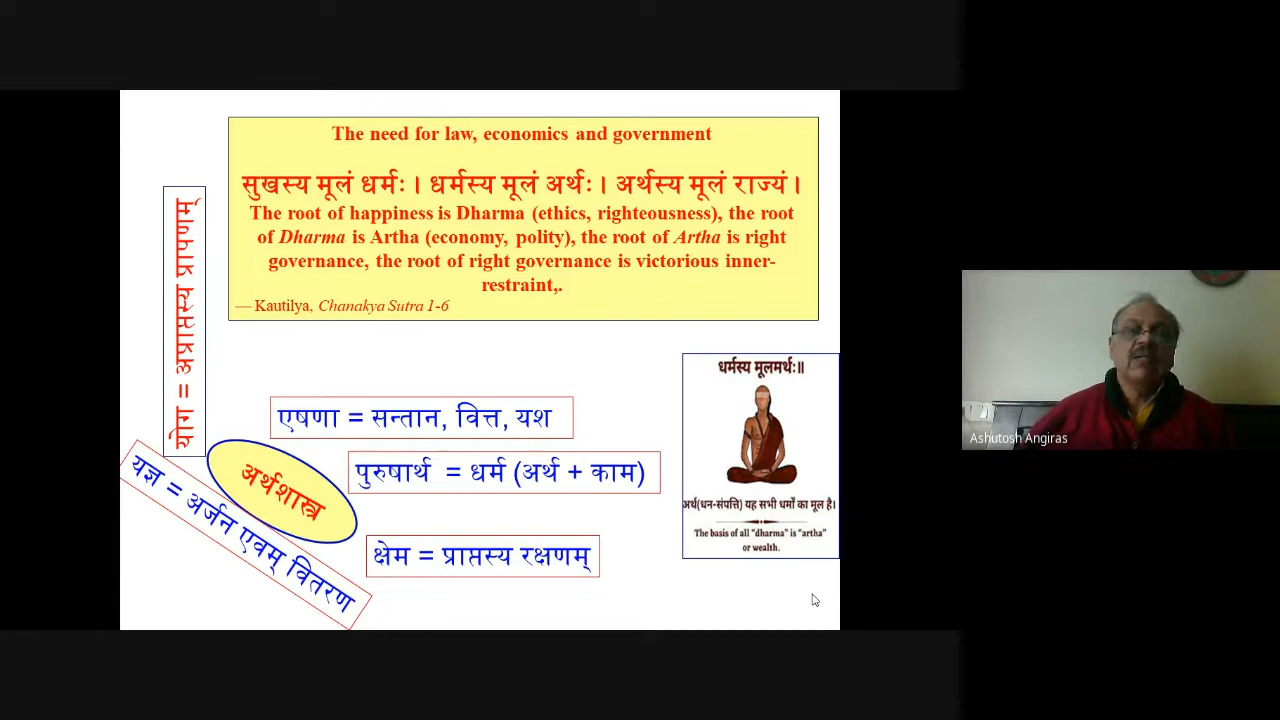 The need for law, economics and government
सुखस्य मूलं धर्मः । धर्मस्य मूलं अर्थः । अर्थस्य मूलं राज्यं ।
The root of happiness is Dharma (ethics, righteousness), the root
of Dharma is Artha (economy, polity), the root of Artha is right
governance, the root of right governance is victorious inner-
restraint,.
— Kautilya, Chanakya Sutra 1-6
योग = अप्राप्तस्य प्रापणम्
एषणा = सन्तान, वित्त, यश
पुरुषार्थ = धर्म (अर्थ + काम)
अर्थशास्त्र
यज्ञ = अर्जन एवम् वितरण
क्षेम = प्राप्तस्य रक्षणम्
धर्मस्य मूलमर्थः॥
अर्थ(धन-संपत्ति) यह सभी धर्मों का मूल है।
The basis of all "dharma" is "artha"
or wealth.
Ashutosh Angiras